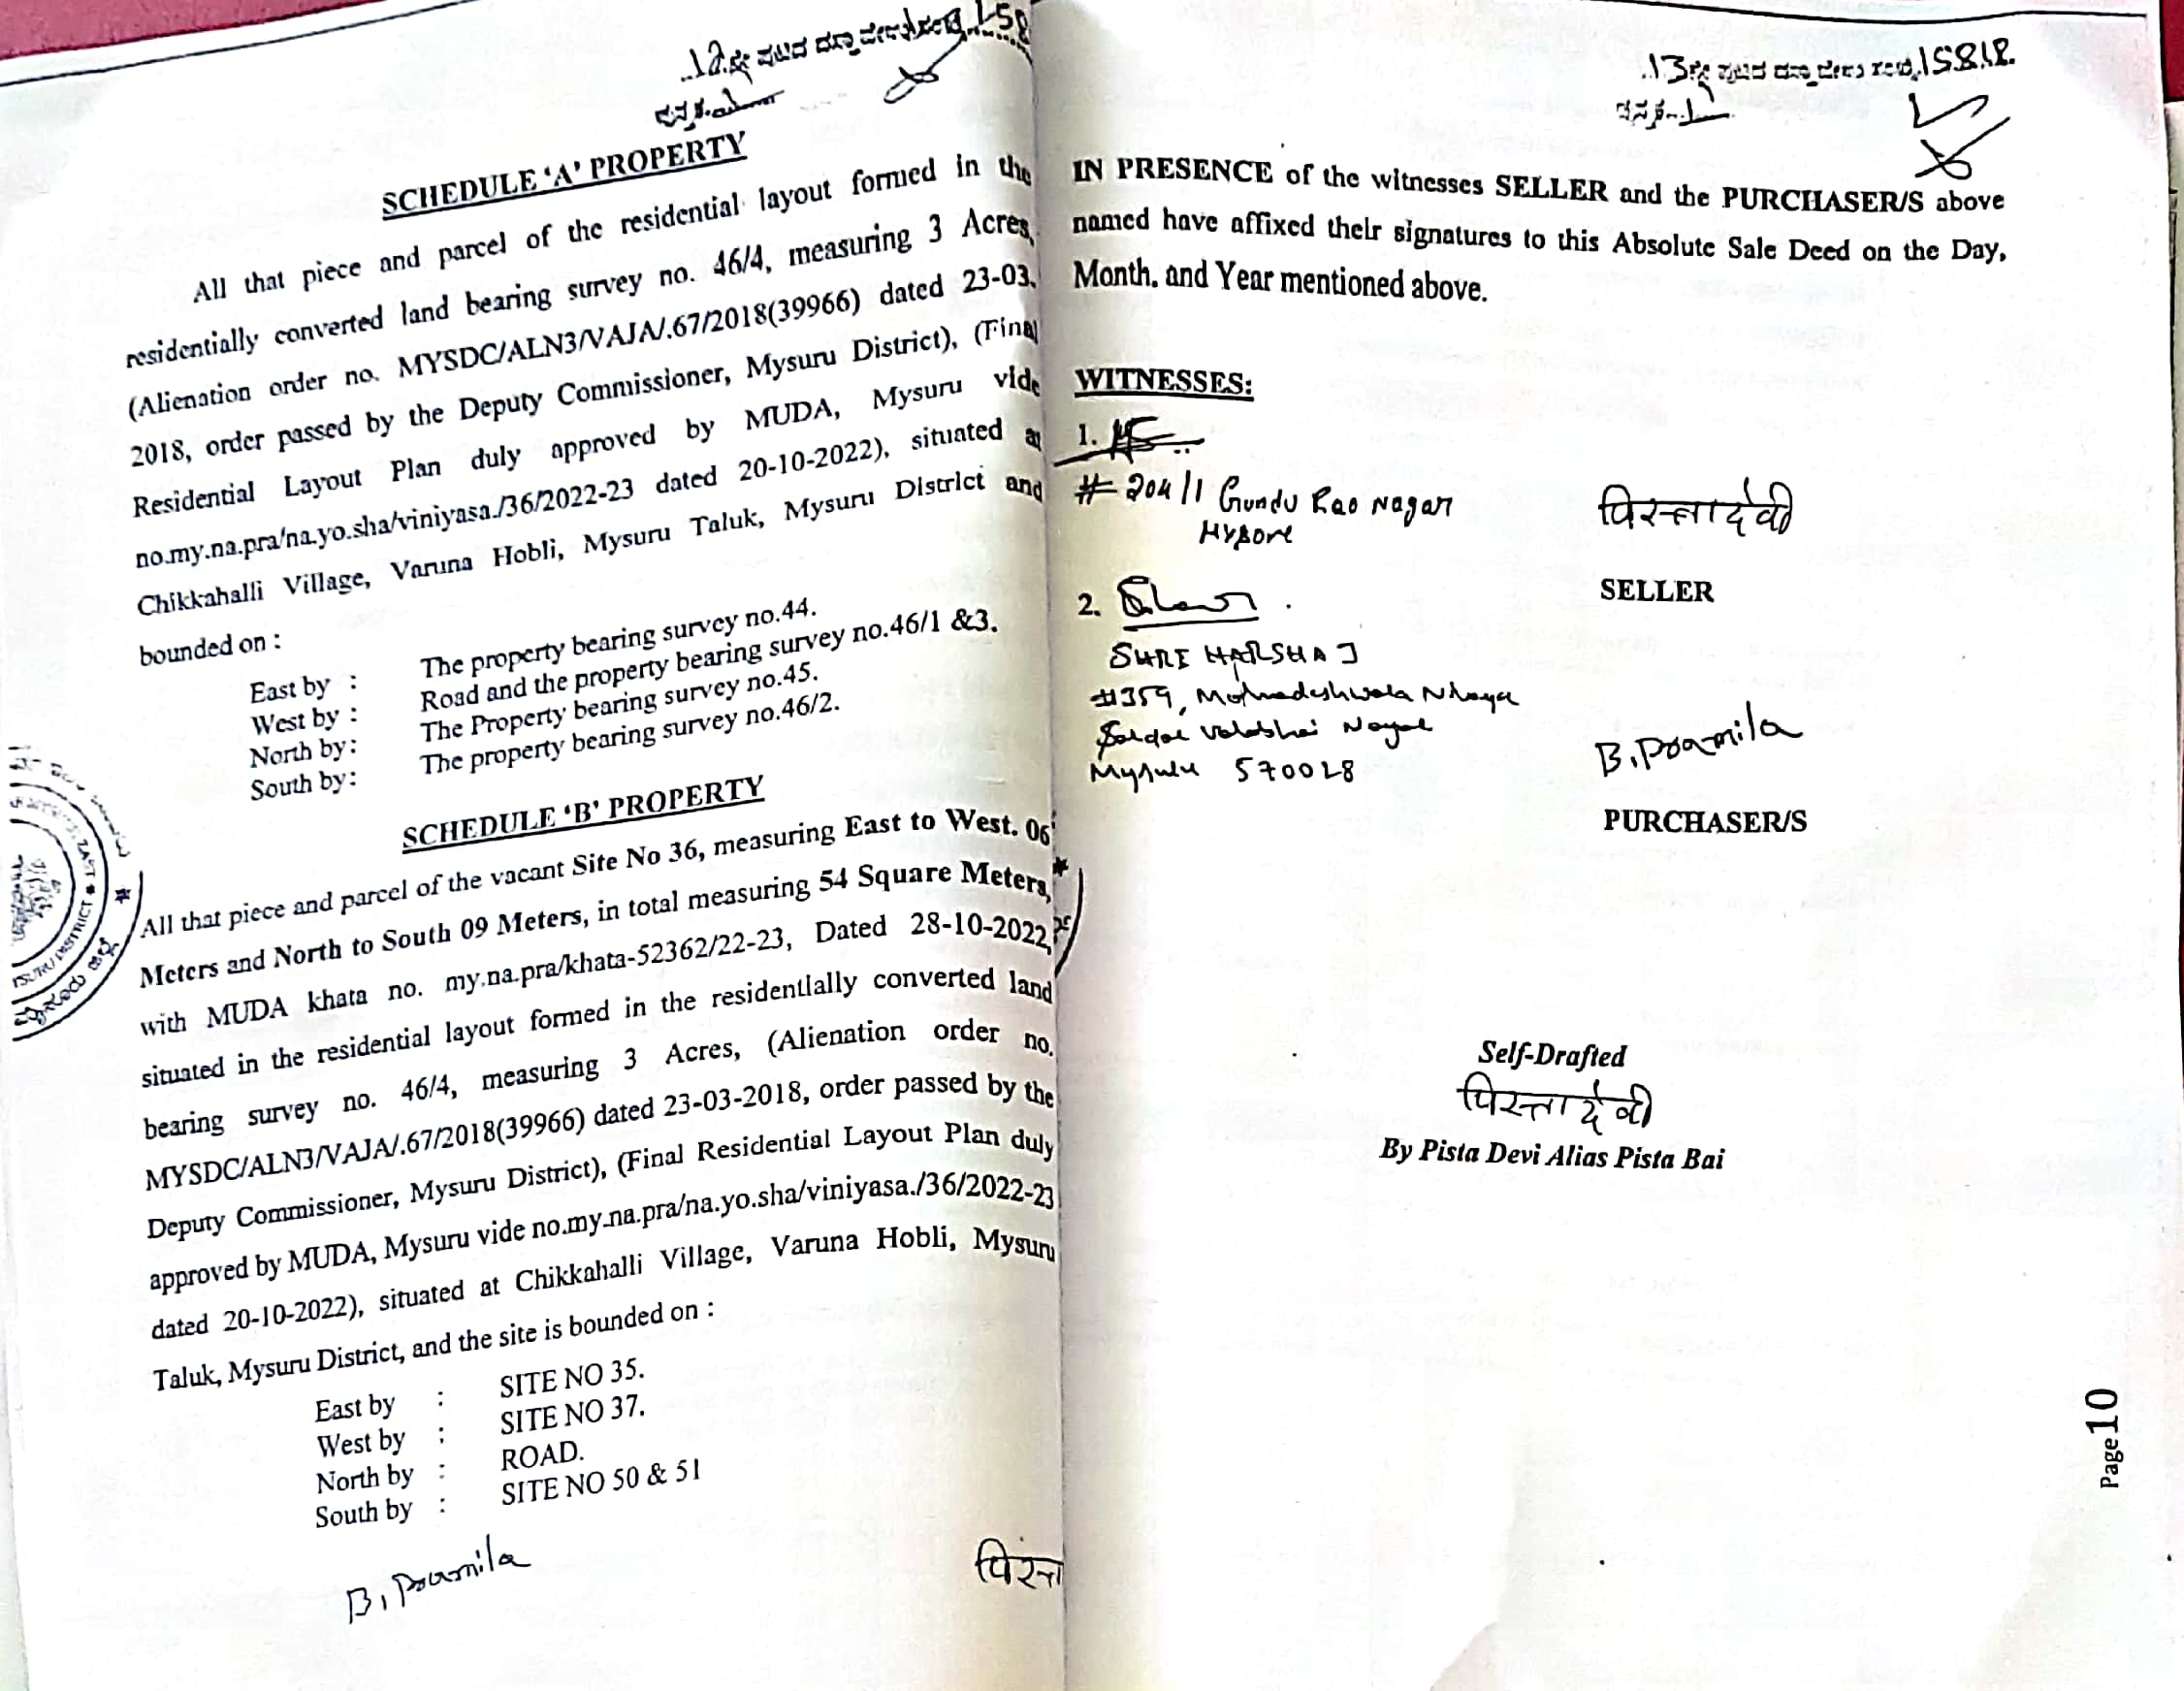 .12.ನೇ ಪುಟದ ದಸ್ತಾವೇಜು ಸಂಖ್ಯೆ 158
SCHEDULE ‘A’ PROPERTY
All that piece and parcel of the residential layout formed in the
residentially converted land bearing survey no. 46/4, measuring 3 Acres,
(Alienation order no. MYSDC/ALN3/VAJA/.67/2018(39966) dated 23-03.
2018, order passed by the Deputy Commissioner, Mysuru District), (Final
Residential Layout Plan duly approved by MUDA, Mysuru vide
no.my.na.pra/na.yo.sha/viniyasa./36/2022-23 dated 20-10-2022), situated a
Chikkahalli Village, Varuna Hobli, Mysuru Taluk, Mysuru District and
bounded on :
East by : The property bearing survey no.44.
West by : Road and the property bearing survey no.46/1 &3.
North by: The Property bearing survey no.45.
South by: The property bearing survey no.46/2.
SCHEDULE ‘B’ PROPERTY
All that piece and parcel of the vacant Site No 36, measuring East to West. 06
Meters and North to South 09 Meters, in total measuring 54 Square Meters,
with MUDA khata no. my.na.pra/khata-52362/22-23, Dated 28-10-2022,
situated in the residential layout formed in the residentially converted land
bearing survey no. 46/4, measuring 3 Acres, (Alienation order no.
MYSDC/ALN3/VAJA/.67/2018(39966) dated 23-03-2018, order passed by the
Deputy Commissioner, Mysuru District), (Final Residential Layout Plan duly
approved by MUDA, Mysuru vide no.my.na.pra/na.yo.sha/viniyasa./36/2022-23
dated 20-10-2022), situated at Chikkahalli Village, Varuna Hobli, Mysuru
Taluk, Mysuru District, and the site is bounded on :
East by : SITE NO 35.
West by : SITE NO 37.
North by : ROAD.
South by : SITE NO 50 & 51
B. Pramila
पिस्ता
.13ನೇ ಪುಟದ ದಸ್ತಾವೇಜು ಸಂಖ್ಯೆ 15818.
IN PRESENCE of the witnesses SELLER and the PURCHASER/S above
named have affixed their signatures to this Absolute Sale Deed on the Day,
Month. and Year mentioned above.
WITNESSES:
1.
# 204/1 Gundu Rao Nagar
Mysore
पिस्तादेवी
SELLER
2.
SHRI HARSHA J
#359, Mahadeshwara Nilaya
Sardar Valabhai Nagar
Mysuru 570028
B. Pramila
PURCHASER/S
Self-Drafted
पिस्तादेवी
By Pista Devi Alias Pista Bai
Page 10
DISTRICT